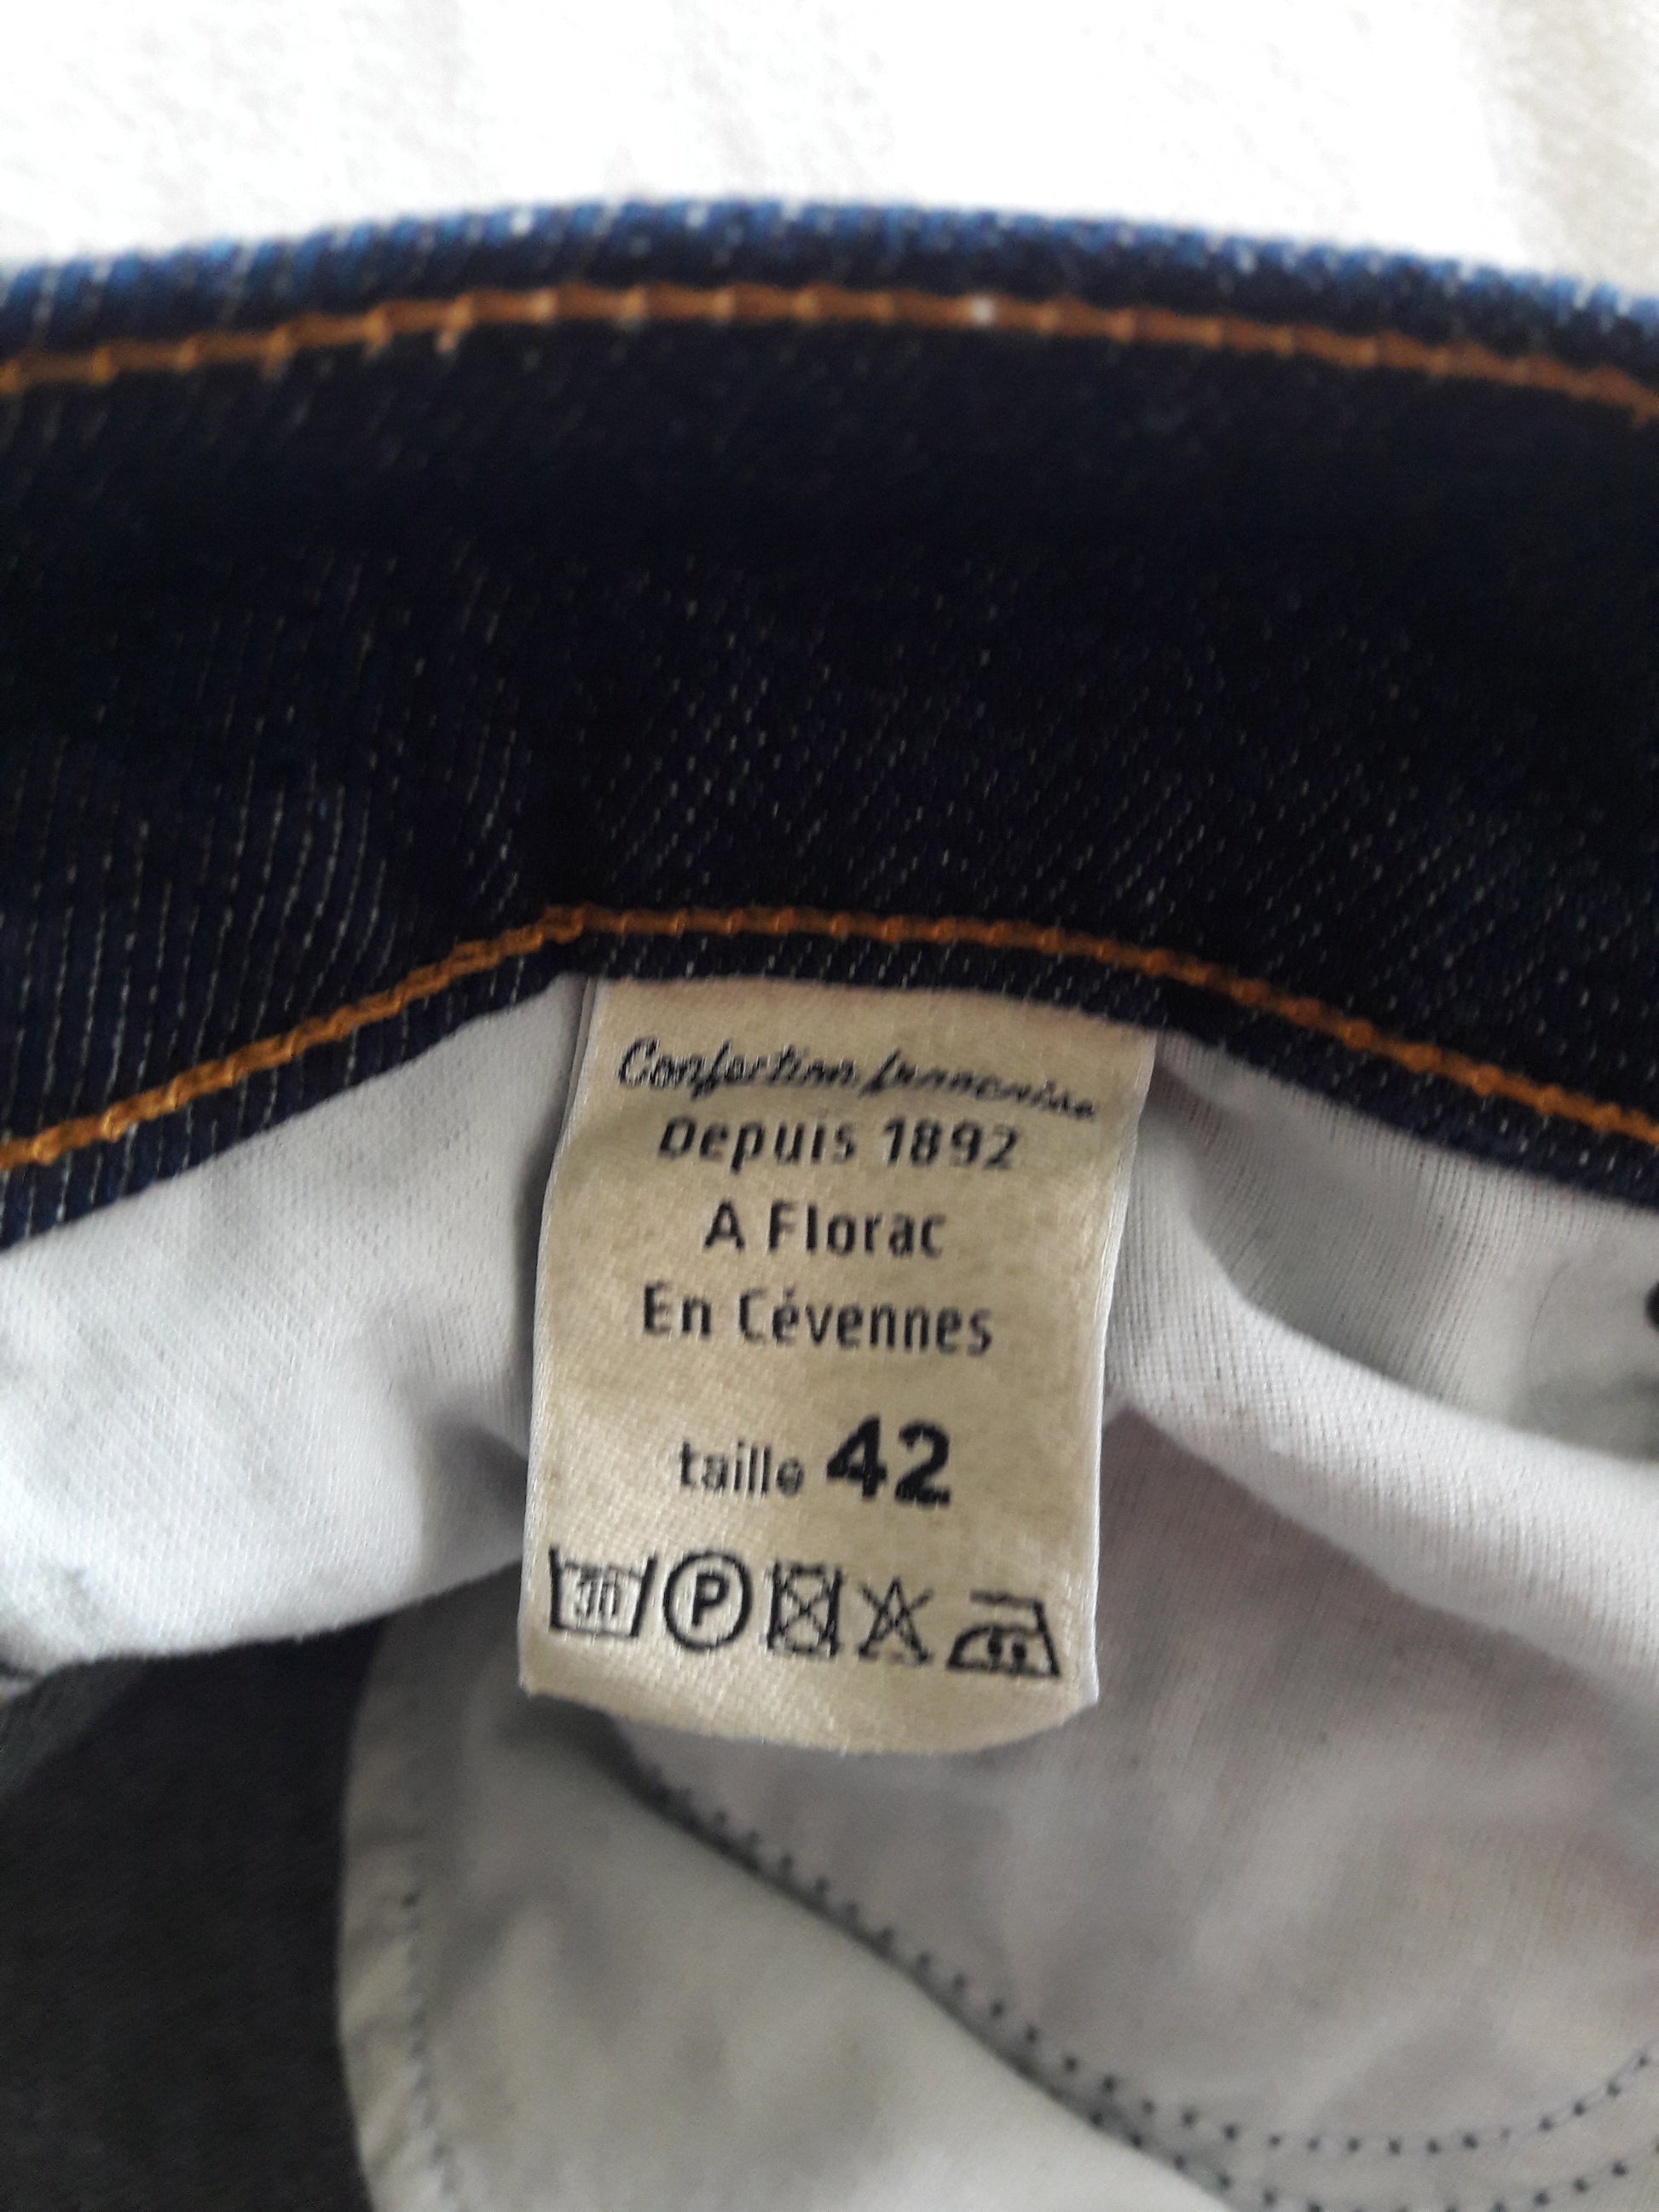 Confection française
Depuis 1892
A Florac
En Cévennes
taille 42
30 P